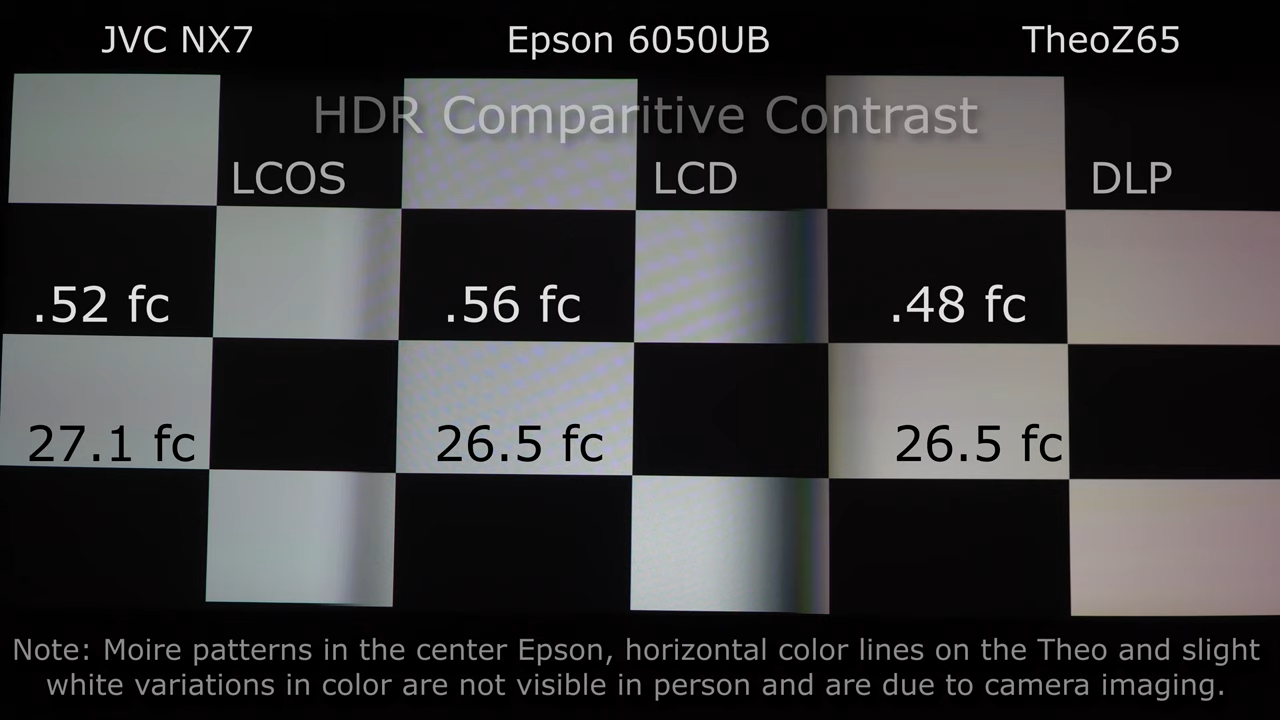 JVC NX7 Epson 6050UB TheoZ65
HDR Comparitive Contrast
LCOS LCD DLP
.52 fc .56 fc .48 fc
27.1 fc 26.5 fc 26.5 fc
Note: Moire patterns in the center Epson, horizontal color lines on the Theo and slight
white variations in color are not visible in person and are due to camera imaging.